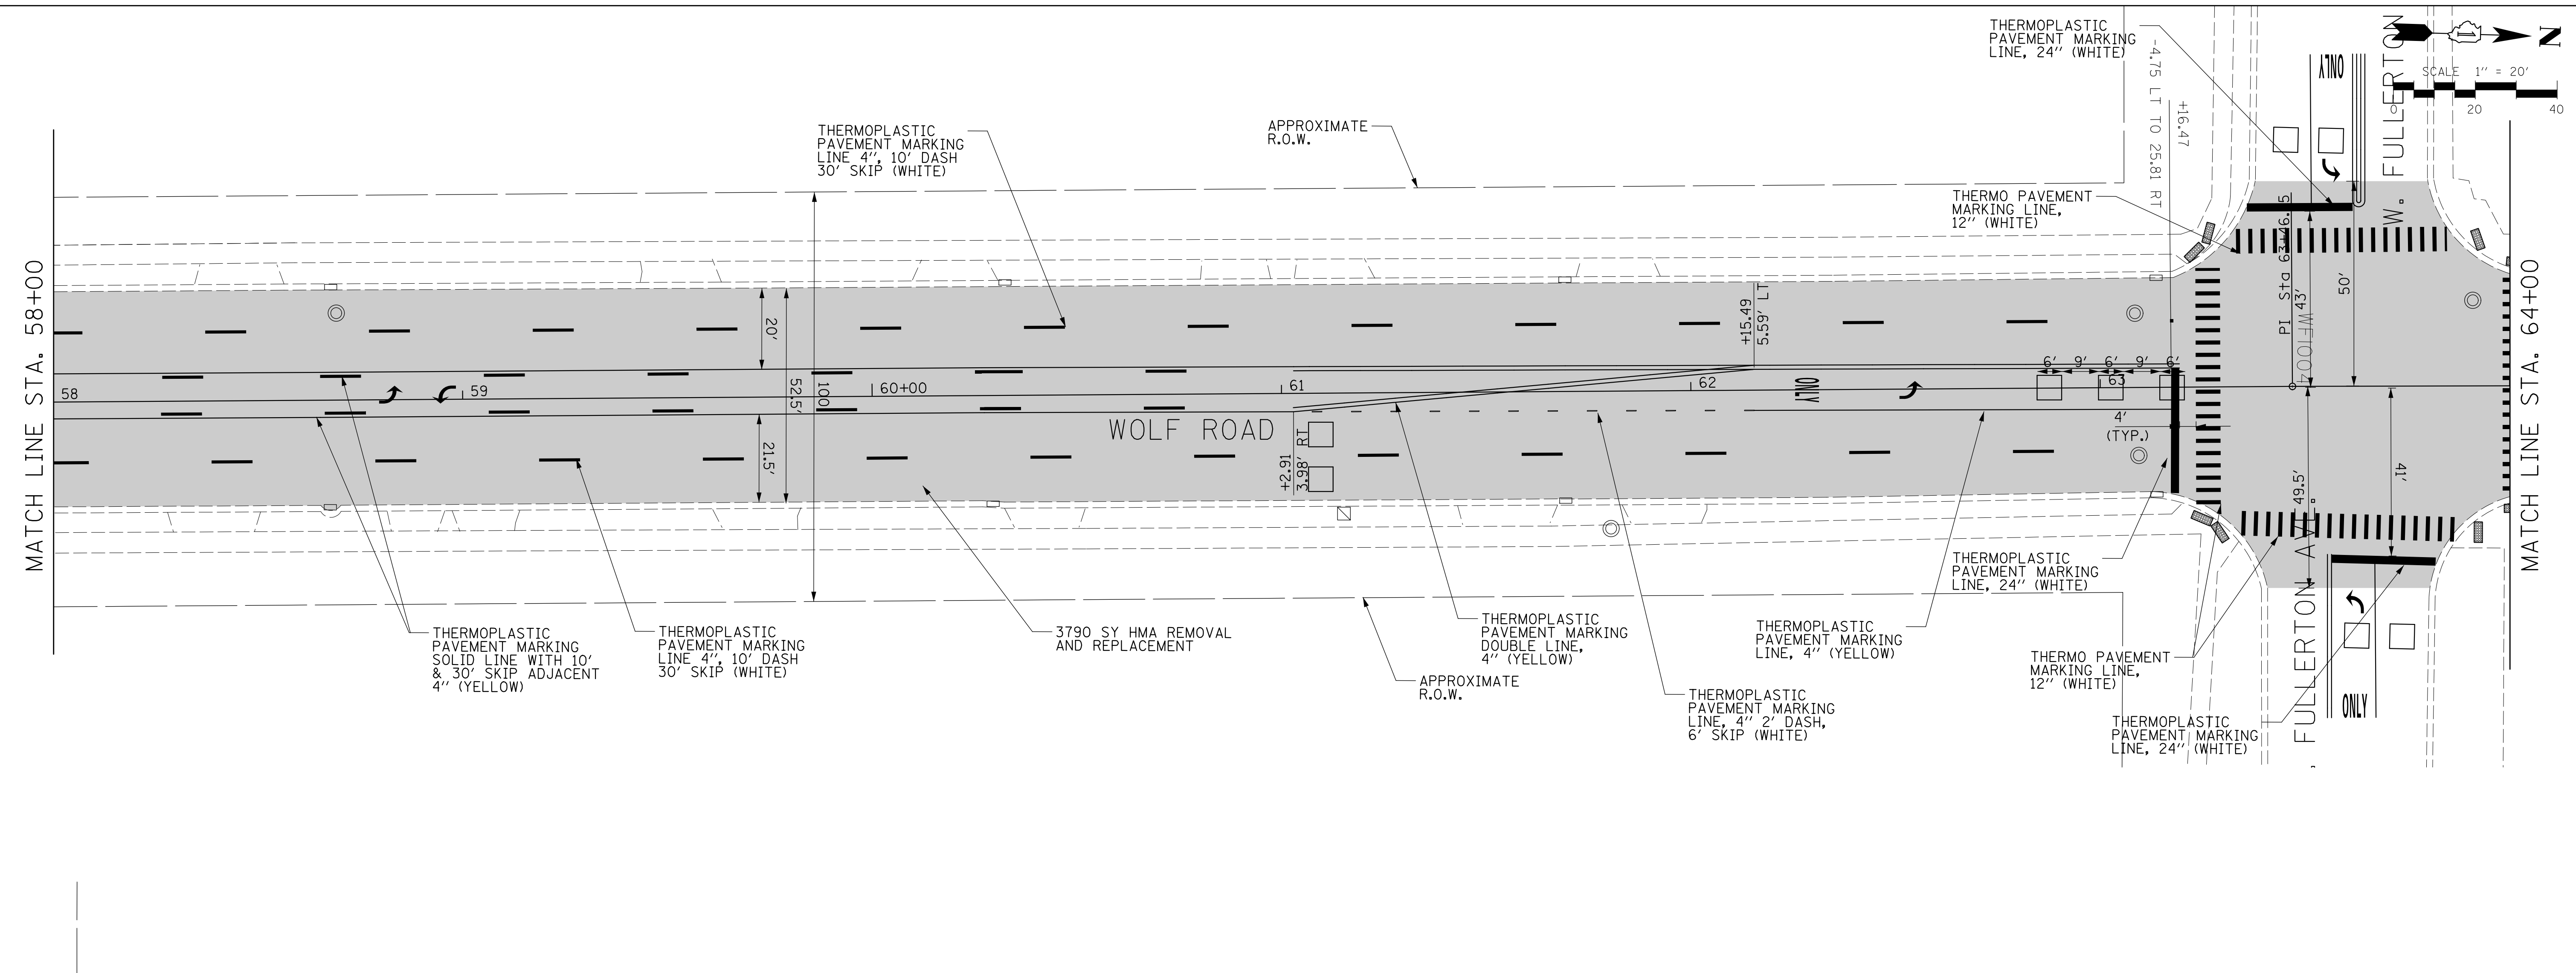 THERMOPLASTIC
PAVEMENT MARKING
LINE, 24'' (WHITE)
-4.75 LT TO 25.81 RT
+16.47
ONLY
W. FULLERTON
1
N
SCALE 1'' = 20'
0 20 40
THERMOPLASTIC
PAVEMENT MARKING
LINE 4'', 10' DASH
30' SKIP (WHITE)
APPROXIMATE
R.O.W.
THERMO PAVEMENT
MARKING LINE,
12'' (WHITE)
MATCH LINE STA. 58+00
20'
52.5'
100
21.5'
+15.49
5.59' LT
PI Sta 63+46.
43'
WFL1004
50'
6' 9' 6' 9' 6'
58
59
60+00
61
62
63
ONLY
WOLF ROAD
+2.91
3.98' RT
4'
(TYP.)
49.5'
41'
MATCH LINE STA. 64+00
THERMOPLASTIC
PAVEMENT MARKING
LINE, 24'' (WHITE)
THERMOPLASTIC
PAVEMENT MARKING
SOLID LINE WITH 10'
& 30' SKIP ADJACENT
4'' (YELLOW)
THERMOPLASTIC
PAVEMENT MARKING
LINE 4'', 10' DASH
30' SKIP (WHITE)
3790 SY HMA REMOVAL
AND REPLACEMENT
THERMOPLASTIC
PAVEMENT MARKING
DOUBLE LINE,
4'' (YELLOW)
APPROXIMATE
R.O.W.
THERMOPLASTIC
PAVEMENT MARKING
LINE, 4'' (YELLOW)
THERMOPLASTIC
PAVEMENT MARKING
LINE, 4'' 2' DASH,
6' SKIP (WHITE)
THERMO PAVEMENT
MARKING LINE,
12'' (WHITE)
THERMOPLASTIC
PAVEMENT MARKING
LINE, 24'' (WHITE)
FULLERTON AVE.
ONLY